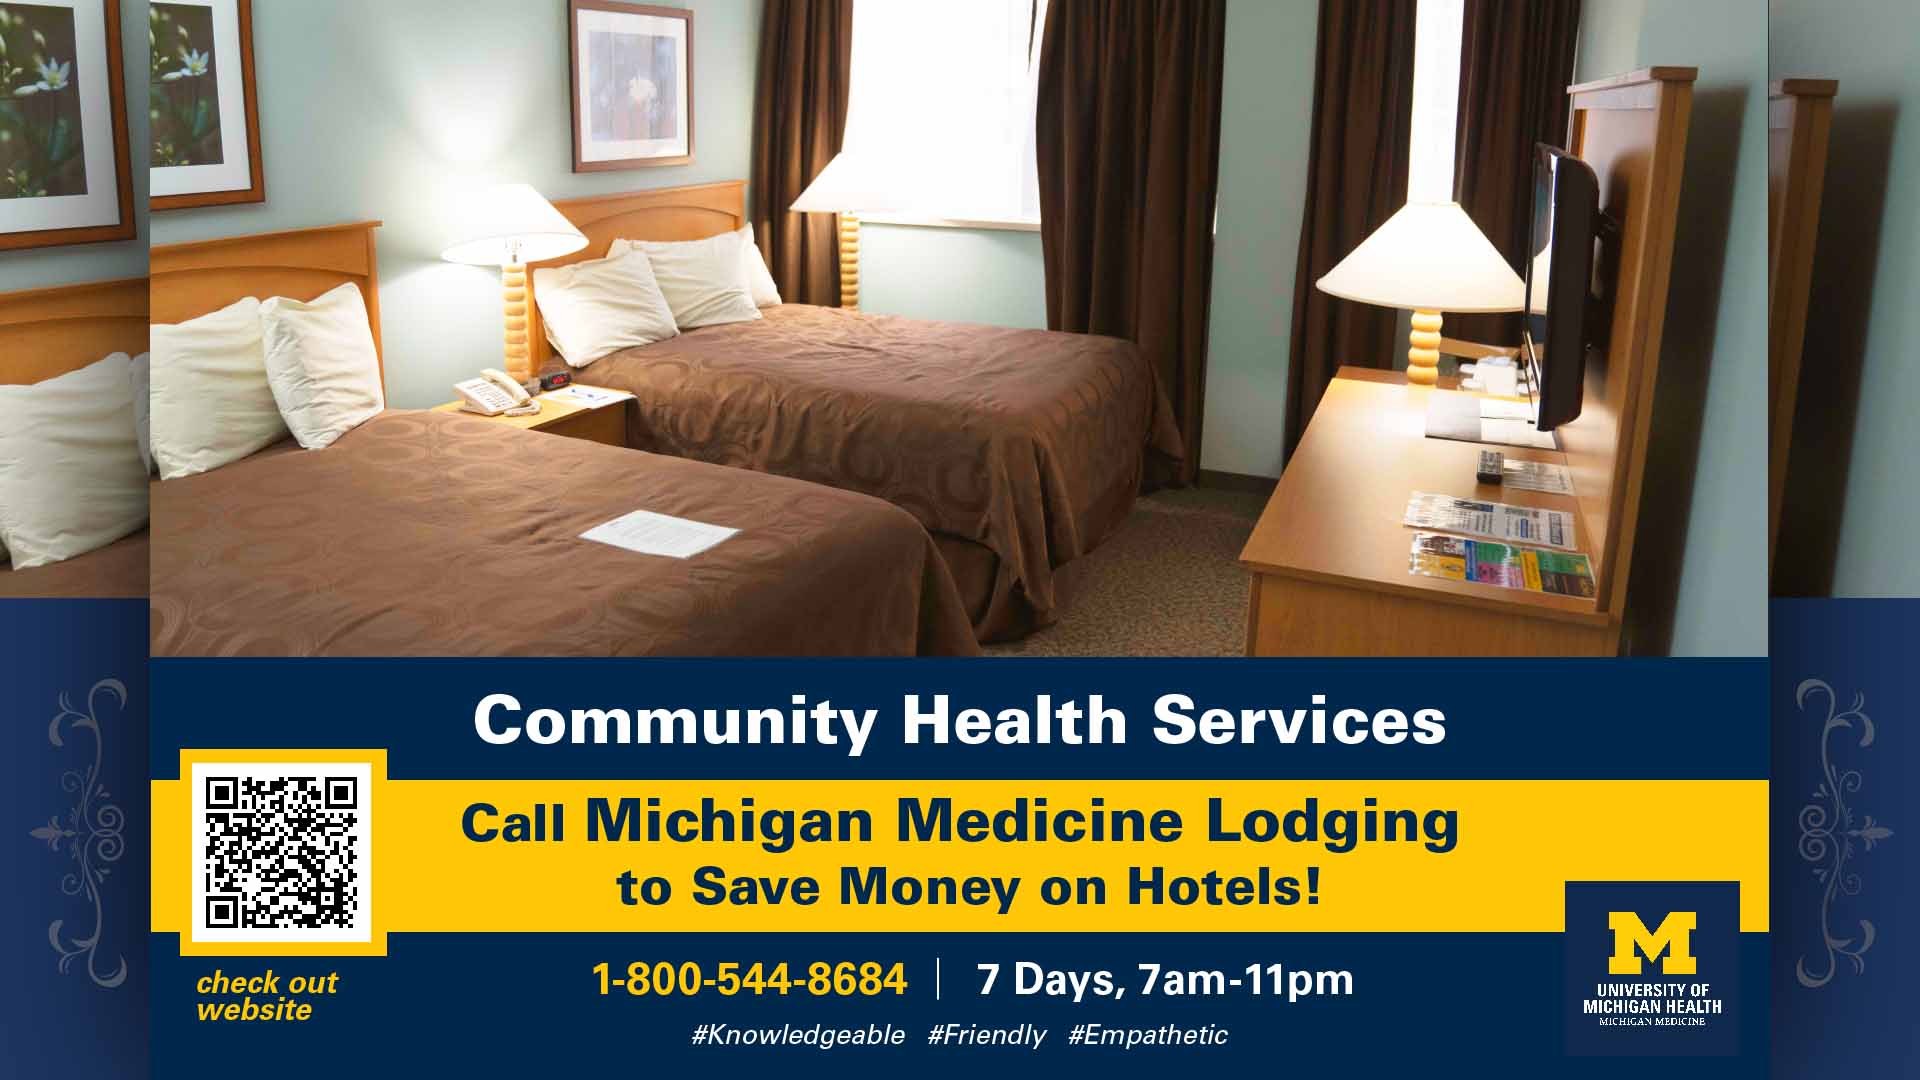 Community Health Services
Call Michigan Medicine Lodging
to Save Money on Hotels!
check out
website
1-800-544-8684 | 7 Days, 7am-11pm
#Knowledgeable #Friendly #Empathetic
M
UNIVERSITY OF
MICHIGAN HEALTH
MICHIGAN MEDICINE